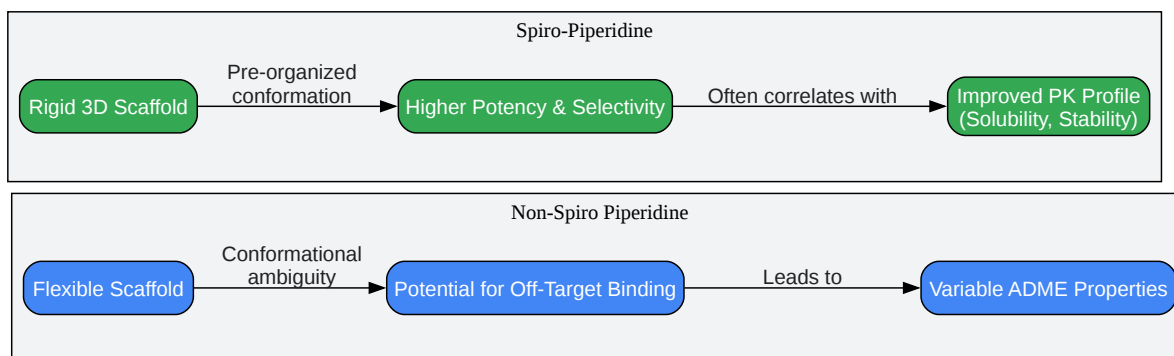 Spiro-Piperidine
Rigid 3D Scaffold
Pre-organized
conformation
Higher Potency & Selectivity
Often correlates with
Improved PK Profile
(Solubility, Stability)
Non-Spiro Piperidine
Flexible Scaffold
Conformational
ambiguity
Potential for Off-Target Binding
Leads to
Variable ADME Properties